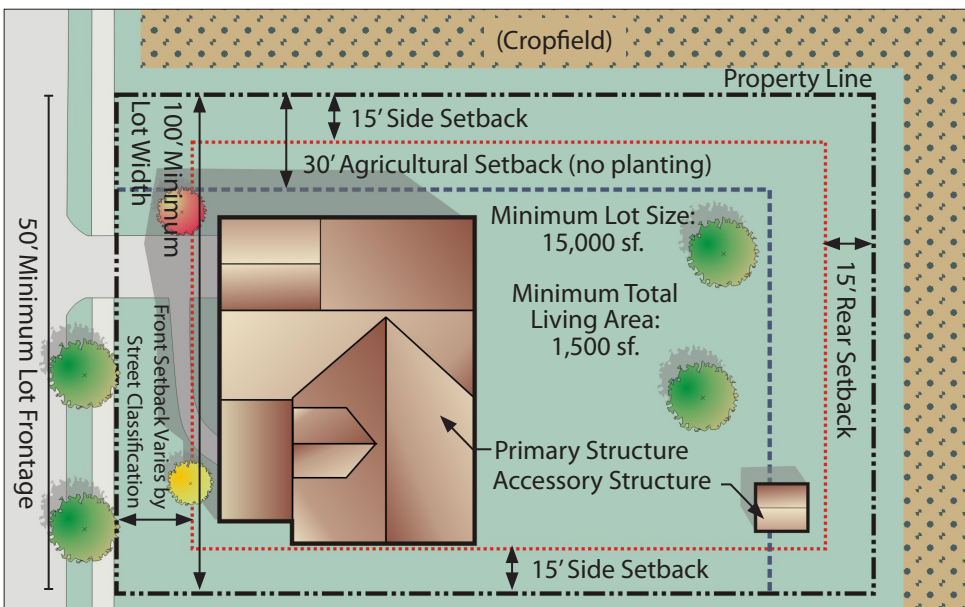 (Cropfield)
Property Line
15' Side Setback
100' Minimum
Lot Width
30' Agricultural Setback (no planting)
Minimum Lot Size:
15,000 sf.
Minimum Total
Living Area:
1,500 sf.
15' Rear Setback
50' Minimum Lot Frontage
Front Setback Varies by
Street Classification
Primary Structure
Accessory Structure
15' Side Setback